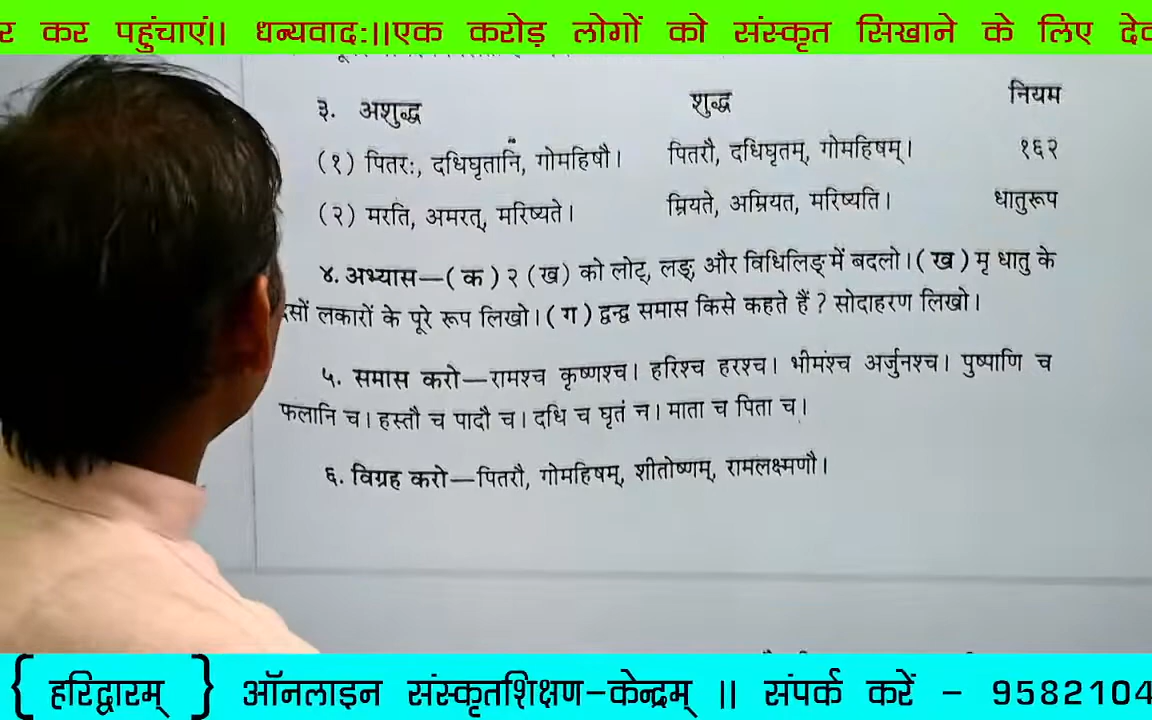 र कर पहुंचाएं|| धन्यवादः||एक करोड़ लोगों को संस्कृत सिखाने के लिए
३. अशुद्ध शुद्ध नियम
(१) पितरः, दधिघृतानि, गोमहिषौ। पितरौ, दधिघृतम्, गोमहिषम्। १६२
(२) मरति, अमरत्, मरिष्यते। म्रियते, अम्रियत, मरिष्यति। धातुरूप
४. अभ्यास—(क) २ (ख) को लोट्, लङ्, और विधिलिङ् में बदलो। (ख) मृ धातु के
लकारों के पूरे रूप लिखो। (ग) द्वन्द्व समास किसे कहते हैं? सोदाहरण लिखो।
५. समास करो—रामश्च कृष्णश्च। हरिश्च हरश्च। भीमंश्च अर्जुनश्च। पुष्पाणि च
फलानि च। हस्तौ च पादौ च। दधि च घृतं च। माता च पिता च।
६. विग्रह करो—पितरौ, गोमहिषम्, शीतोष्णम्, रामलक्ष्मणौ।
{ हरिद्वारम् } ऑनलाइन संस्कृतशिक्षण-केन्द्रम् || संपर्क करें - 9582104